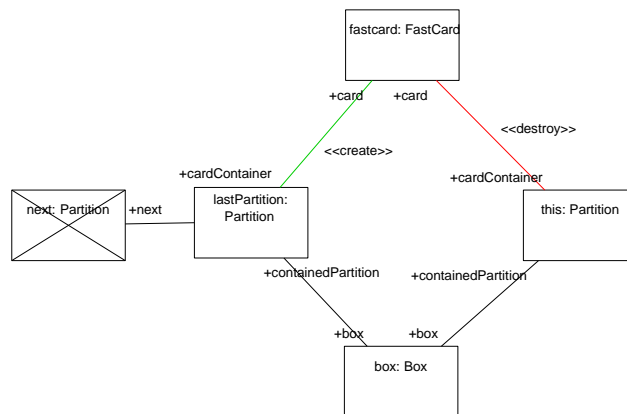 fastcard: FastCard
+card
+card
<<destroy>>
<<create>>
+cardContainer
+cardContainer
next: Partition
+next
lastPartition:
Partition
this: Partition
+containedPartition
+containedPartition
+box
+box
box: Box